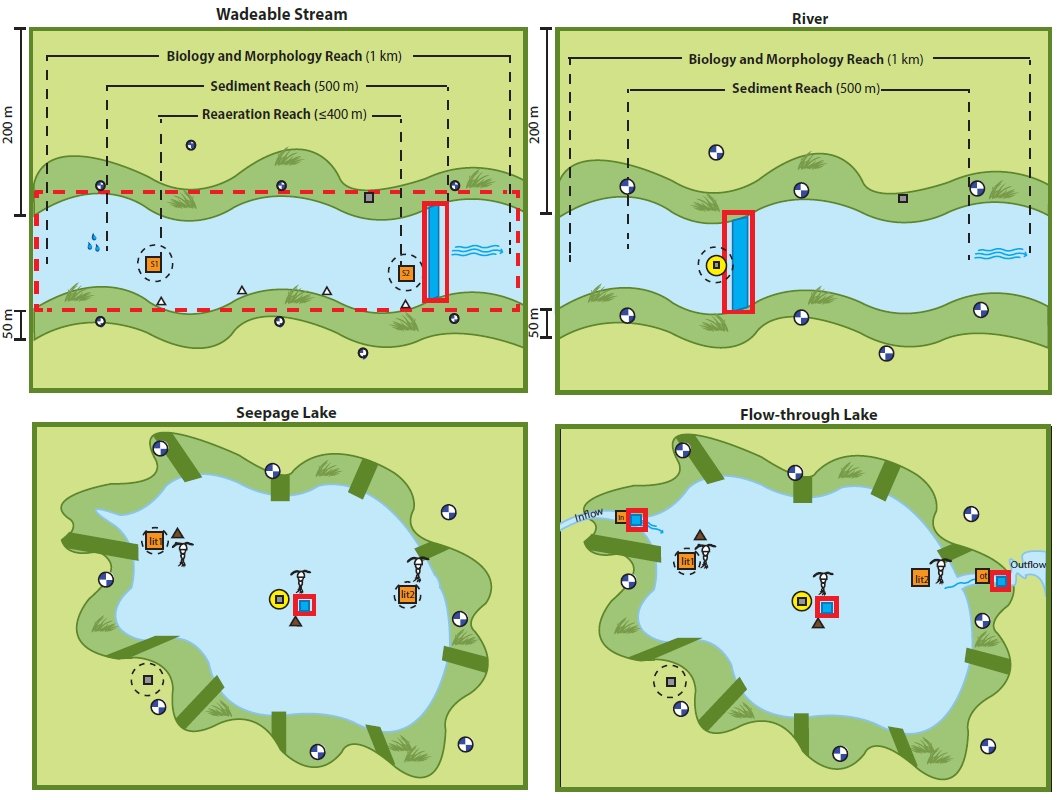 Wadeable Stream
River
Biology and Morphology Reach (1 km)
Sediment Reach (500 m)
Reaeration Reach (≤400 m)
200 m
50 m
S1
S2
Biology and Morphology Reach (1 km)
Sediment Reach (500 m)
200 m
50 m
Seepage Lake
lit1
lit2
Flow-through Lake
Inflow
in
lit1
lit2
ot
Outflow